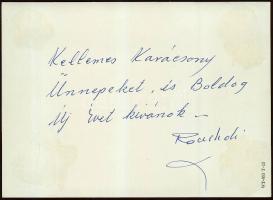 Kellemes Karácsony
Ünnepeket, és Boldog
Új Évet kívánok –